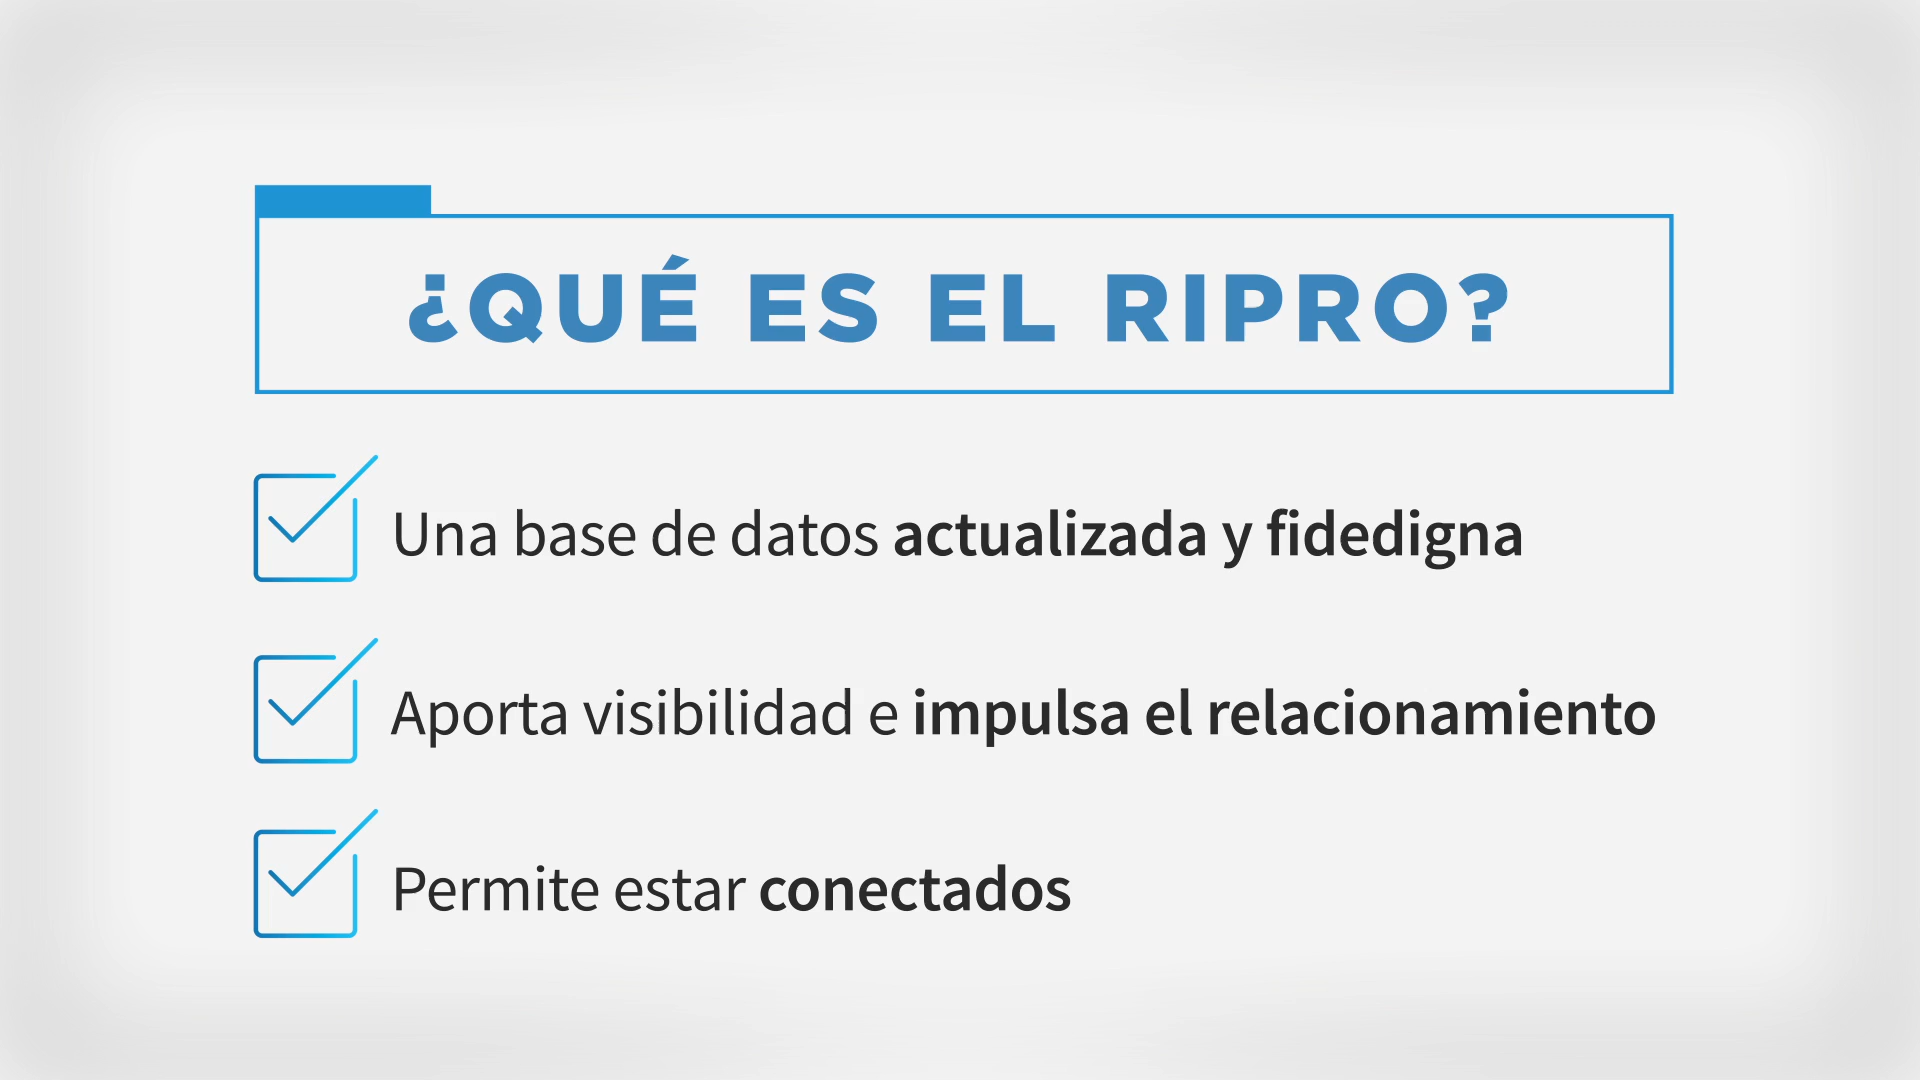 ¿QUÉ ES EL RIPRO?
Una base de datos actualizada y fidedigna
Aporta visibilidad e impulsa el relacionamiento
Permite estar conectados